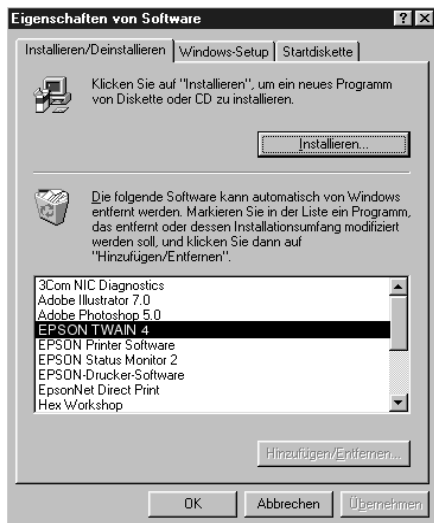 Eigenschaften von Software
Installieren/Deinstallieren Windows-Setup Startdiskette
Klicken Sie auf "Installieren", um ein neues Programm
von Diskette oder CD zu installieren.
Installieren...
Die folgende Software kann automatisch von Windows
entfernt werden. Markieren Sie in der Liste ein Programm,
das entfernt oder dessen Installationsumfang modifiziert
werden soll, und klicken Sie dann auf
"Hinzufügen/Entfernen".
3Com NIC Diagnostics
Adobe Illustrator 7.0
Adobe Photoshop 5.0
EPSON TWAIN 4
EPSON Printer Software
EPSON Status Monitor 2
EPSON-Drucker-Software
EpsonNet Direct Print
Hex Workshop
Hinzufügen/Entfernen...
OK Abbrechen Übernehmen